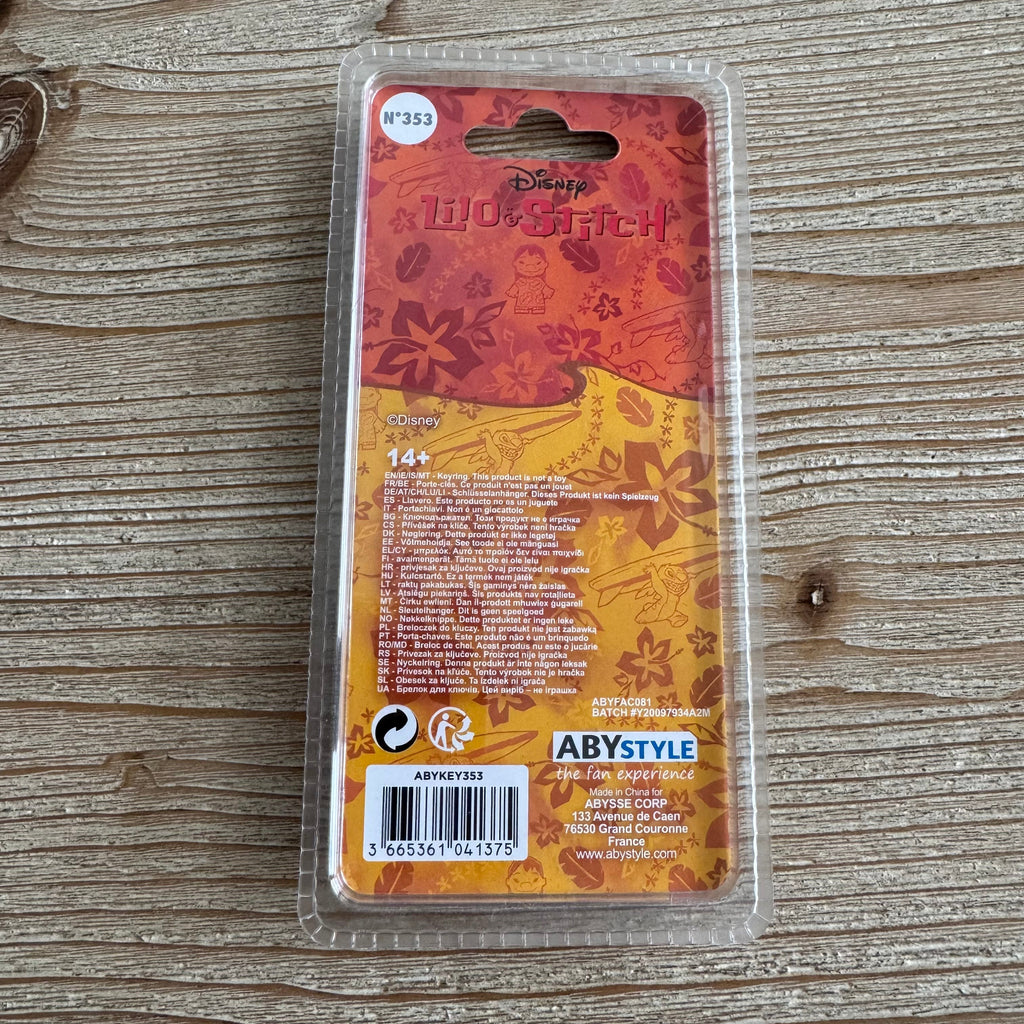 N°353
Disney
Lilo & Stitch
©Disney
14+
EN/IE/IS/MT - Keyring. This product is not a toy
FR/BE - Porte-clés. Ce produit n'est pas un jouet
DE/AT/CH/LU/LI - Schlüsselanhänger. Dieses Produkt ist kein Spielzeug
ES - Llavero. Este producto no es un juguete
IT - Portachiavi. Non è un giocattolo
BG - Ключодържател. Този продукт не е играчка
CS - Přívěšek na klíče. Tento výrobek není hračka
DK - Nøglering. Dette produkt er ikke legetøj
EE - Võtmehoidja. See toode ei ole mänguasi
EL/CY - μπρελόκ. Αυτό το προϊόν δεν είναι παιχνίδι
FI - avaimenperät. Tämä tuote ei ole lelu
HR - privjesak za ključeve. Ovaj proizvod nije igračka
HU - Kulcstartó. Ez a termék nem játék
LT - raktų pakabukas. Šis gaminys nėra žaislas
LV - Atslēgu piekariņš. Šis produkts nav rotaļlieta
MT - Ċirku ewlieni. Dan il-prodott mhuwiex gugarell
NL - Sleutelhanger. Dit is geen speelgoed
NO - Nøkkelknippe. Dette produktet er ingen leke
PL - Breloczek do kluczy. Ten produkt nie jest zabawką
PT - Porta-chaves. Este produto não é um brinquedo
RO/MD - Breloc de chei. Acest produs nu este o jucărie
RS - Privezak za ključeve. Proizvod nije igračka
SE - Nyckelring. Denna produkt är inte någon leksak
SK - Prívesok na kľúče. Tento výrobok nie je hračka
SL - Obesek za ključe. Ta izdelek ni igrača
UA - Брелок для ключів. Цей виріб – не іграшка
ABYFAC081
BATCH #Y20097934A2M
ABYSTYLE
the fan experience
Made in China for
ABYSSE CORP
133 Avenue de Caen
76530 Grand Couronne
France
www.abystyle.com
ABYKEY353
3 665361 041375